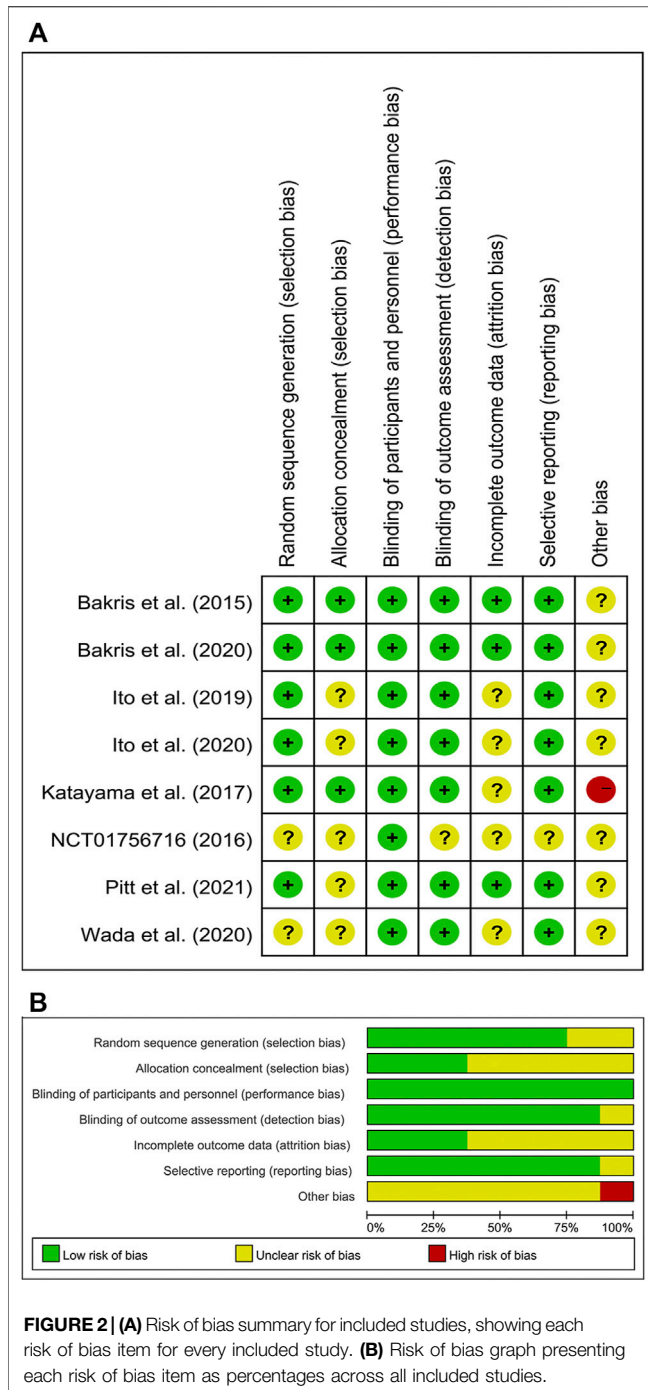 A
Random sequence generation (selection bias)
Allocation concealment (selection bias)
Blinding of participants and personnel (performance bias)
Blinding of outcome assessment (detection bias)
Incomplete outcome data (attrition bias)
Selective reporting (reporting bias)
Other bias
Bakris et al. (2015) + + + + + + ?
Bakris et al. (2020) + + + + + + ?
Ito et al. (2019) + ? + + ? + ?
Ito et al. (2020) + ? + + ? + ?
Katayama et al. (2017) + + + + ? + −
NCT01756716 (2016) ? ? + ? ? ? ?
Pitt et al. (2021) + ? + + + + ?
Wada et al. (2020) ? ? + + ? + ?
B
Random sequence generation (selection bias)
Allocation concealment (selection bias)
Blinding of participants and personnel (performance bias)
Blinding of outcome assessment (detection bias)
Incomplete outcome data (attrition bias)
Selective reporting (reporting bias)
Other bias
0% 25% 50% 75% 100%
Low risk of bias Unclear risk of bias High risk of bias
FIGURE 2 | (A) Risk of bias summary for included studies, showing each
risk of bias item for every included study. (B) Risk of bias graph presenting
each risk of bias item as percentages across all included studies.